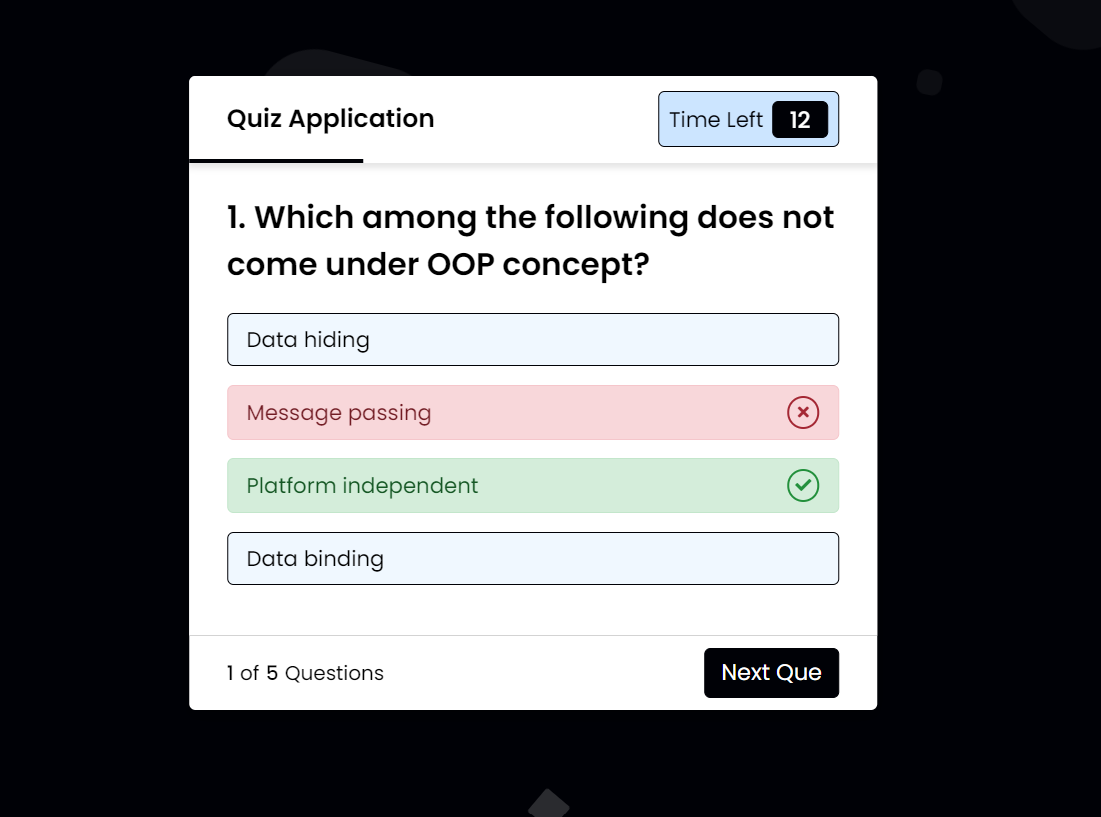 Quiz Application
Time Left 12
1. Which among the following does not
come under OOP concept?
Data hiding
Message passing
Platform independent
Data binding
1 of 5 Questions
Next Que